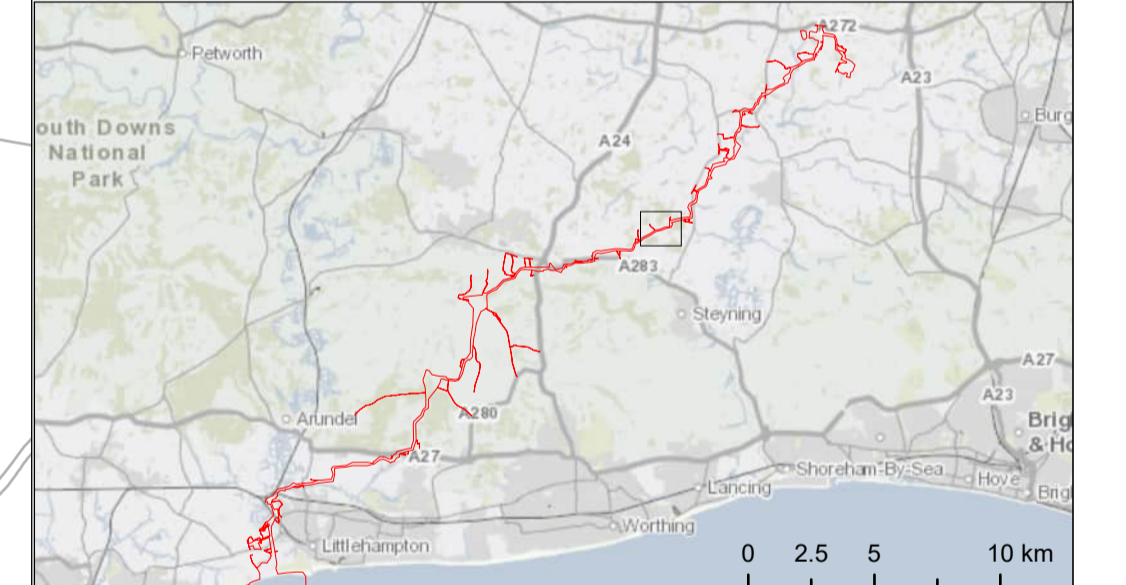 A272
Petworth
A23
Burg
outh Downs
National
Park
A24
A283
Steyning
A27
A23
Arundel
A280
Brig
& Ho
A27
Shoreham-By-Sea
Hove
Lancing
Brig
Worthing
Littlehampton
0 2.5 5 10 km